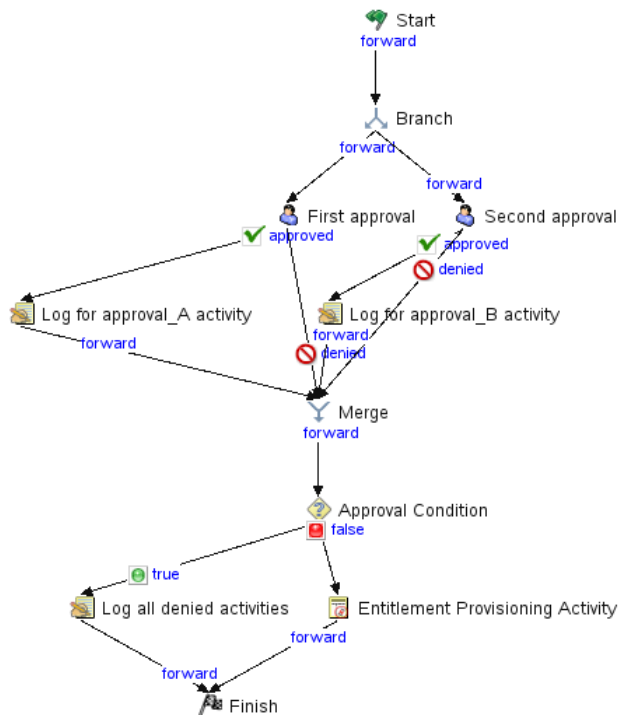 Start
forward
Branch
forward
forward
First approval
Second approval
approved
approved
denied
Log for approval_A activity
Log for approval_B activity
forward
forward
denied
Merge
forward
Approval Condition
false
true
Log all denied activities
Entitlement Provisioning Activity
forward
forward
Finish